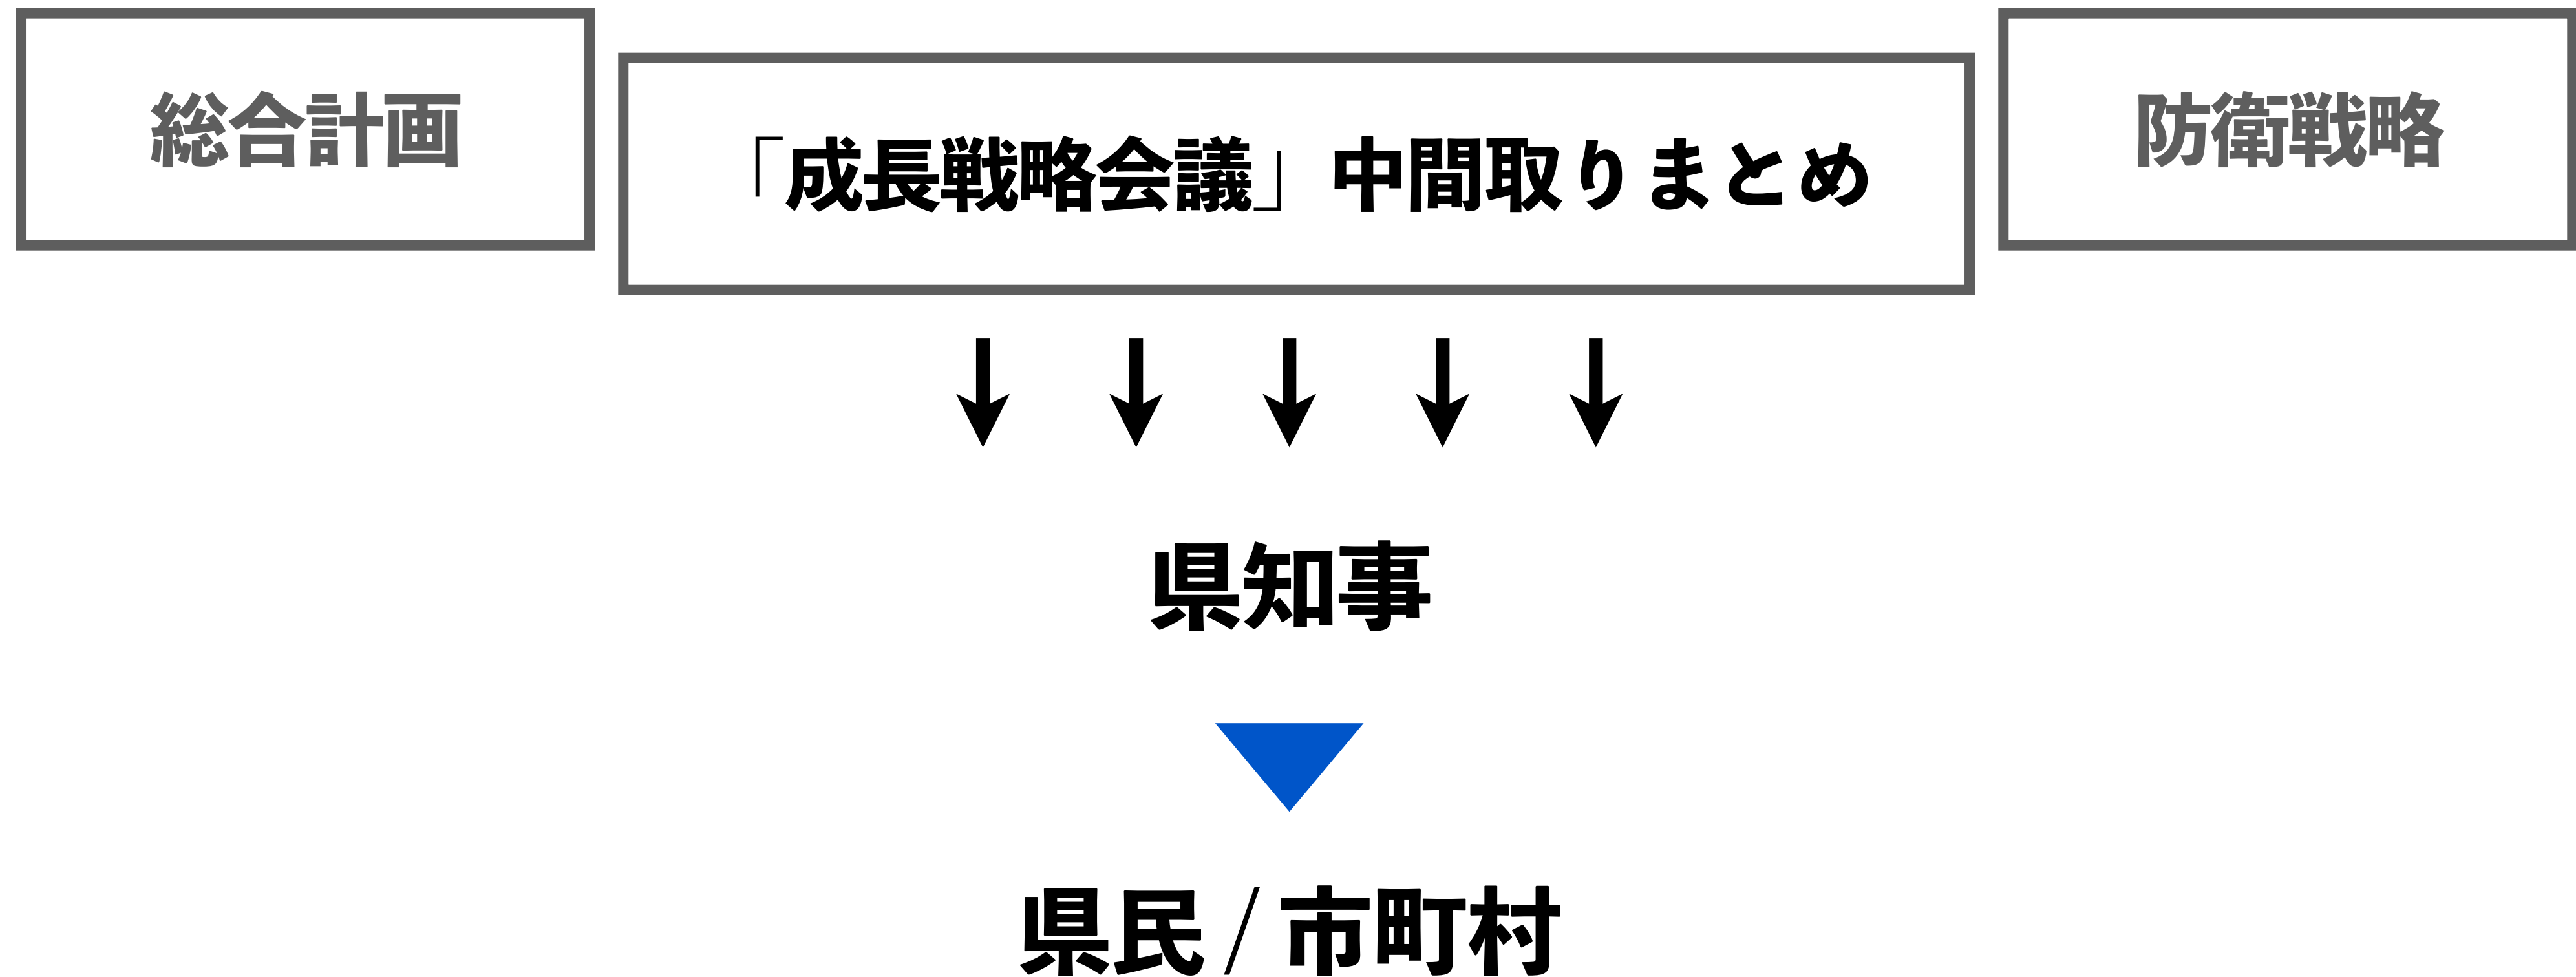 総合計画
「成長戦略会議」中間取りまとめ
防衛戦略
県知事
県民/市町村